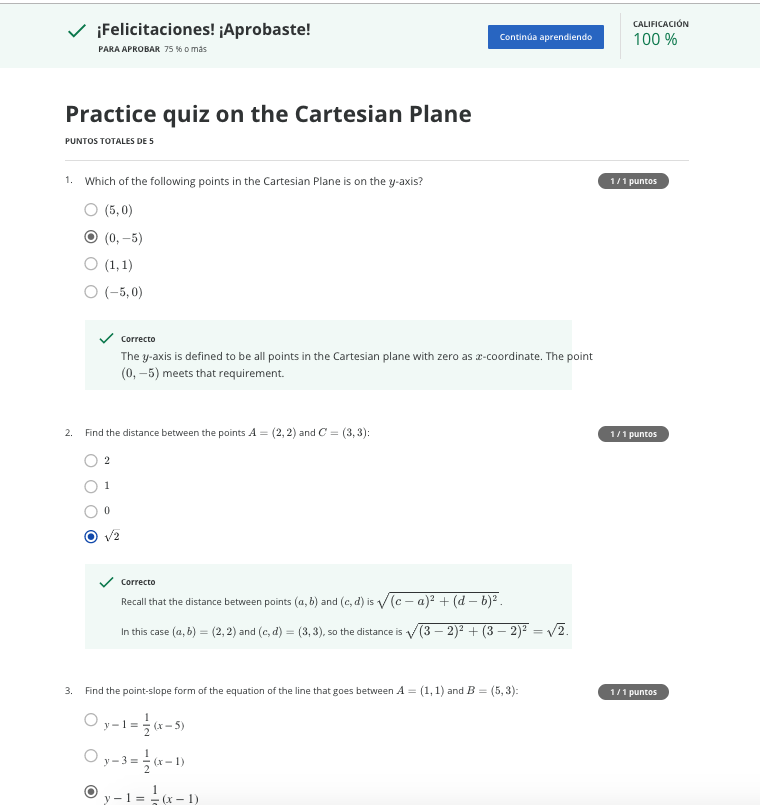 ¡Felicitaciones! ¡Aprobaste!
PARA APROBAR 75 % o más
Continúa aprendiendo
CALIFICACIÓN
100 %
Practice quiz on the Cartesian Plane
PUNTOS TOTALES DE 5
1. Which of the following points in the Cartesian Plane is on the y-axis?
1 / 1 puntos
(5, 0)
(0, −5)
(1, 1)
(−5, 0)
Correcto
The y-axis is defined to be all points in the Cartesian plane with zero as x-coordinate. The point
(0, −5) meets that requirement.
2. Find the distance between the points A = (2, 2) and C = (3, 3):
1 / 1 puntos
2
1
0
√2
Correcto
Recall that the distance between points (a, b) and (c, d) is √(c − a)² + (d − b)² .
In this case (a, b) = (2, 2) and (c, d) = (3, 3), so the distance is √(3 − 2)² + (3 − 2)² = √2.
3. Find the point-slope form of the equation of the line that goes between A = (1, 1) and B = (5, 3):
1 / 1 puntos
y − 1 = 1/2 (x − 5)
y − 3 = 1/2 (x − 1)
y − 1 = 1/2 (x − 1)